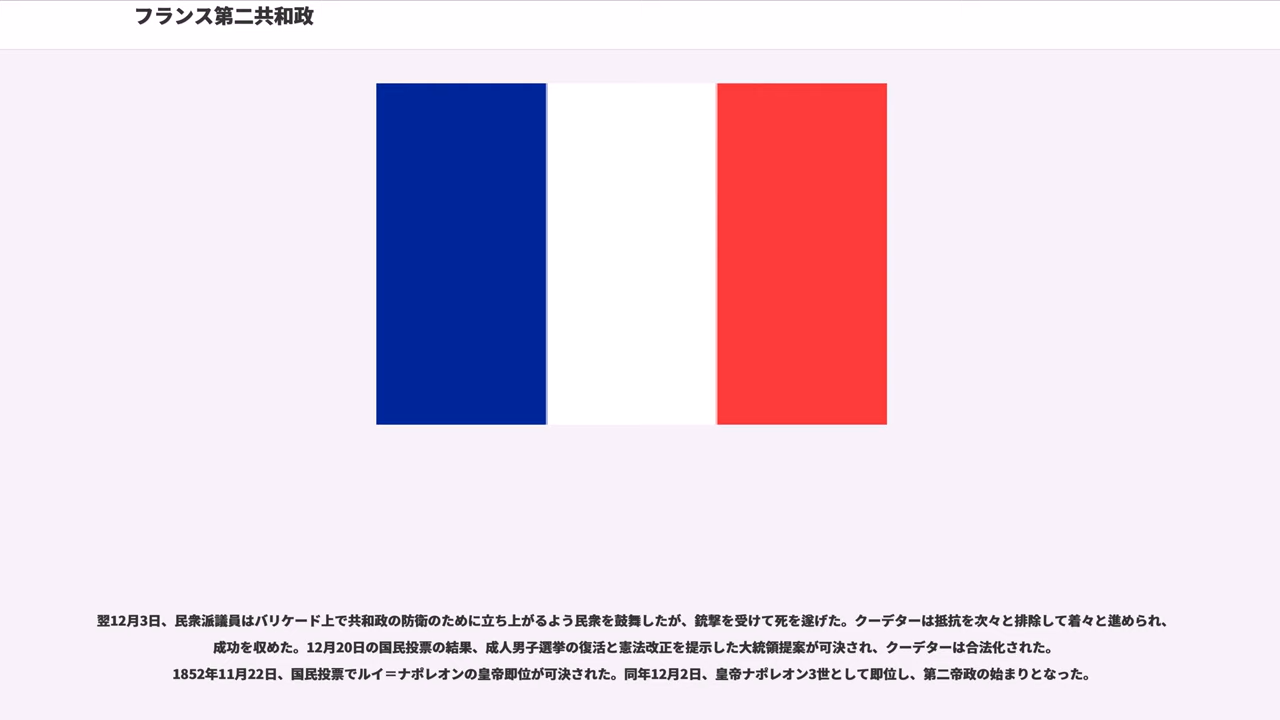 フランス第二共和政
翌12月3日、民衆派議員はバリケード上で共和政の防衛のために立ち上がるよう民衆を鼓舞したが、銃撃を受けて死を遂げた。クーデターは抵抗を次々と排除して着々と進められ、
成功を収めた。12月20日の国民投票の結果、成人男子選挙の復活と憲法改正を提示した大統領提案が可決され、クーデターは合法化された。
1852年11月22日、国民投票でルイ＝ナポレオンの皇帝即位が可決された。同年12月2日、皇帝ナポレオン3世として即位し、第二帝政の始まりとなった。